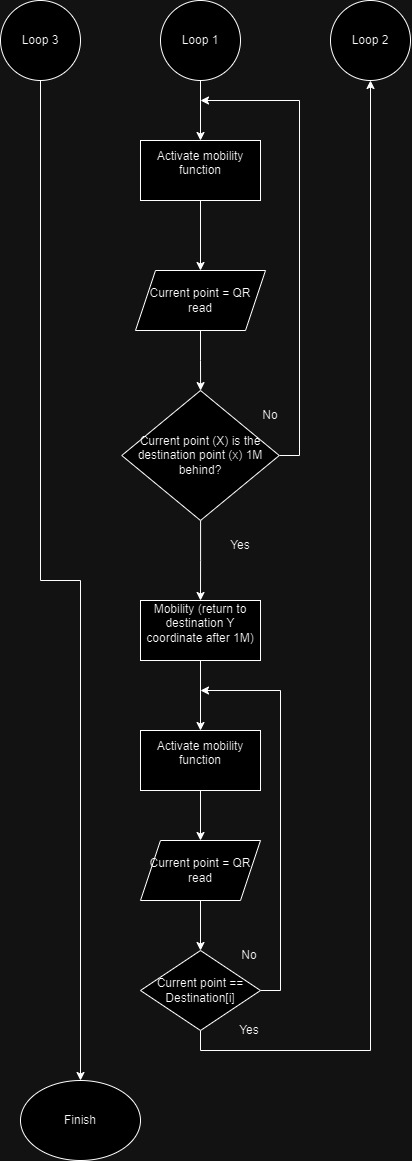 Loop 3
Loop 1
Loop 2
Activate mobility
function
Current point = QR
read
No
Current point (X) is the
destination point (x) 1M
behind?
Yes
Mobility (return to
destination Y
coordinate after 1M)
Activate mobility
function
Current point = QR
read
No
Current point ==
Destination[i]
Yes
Finish